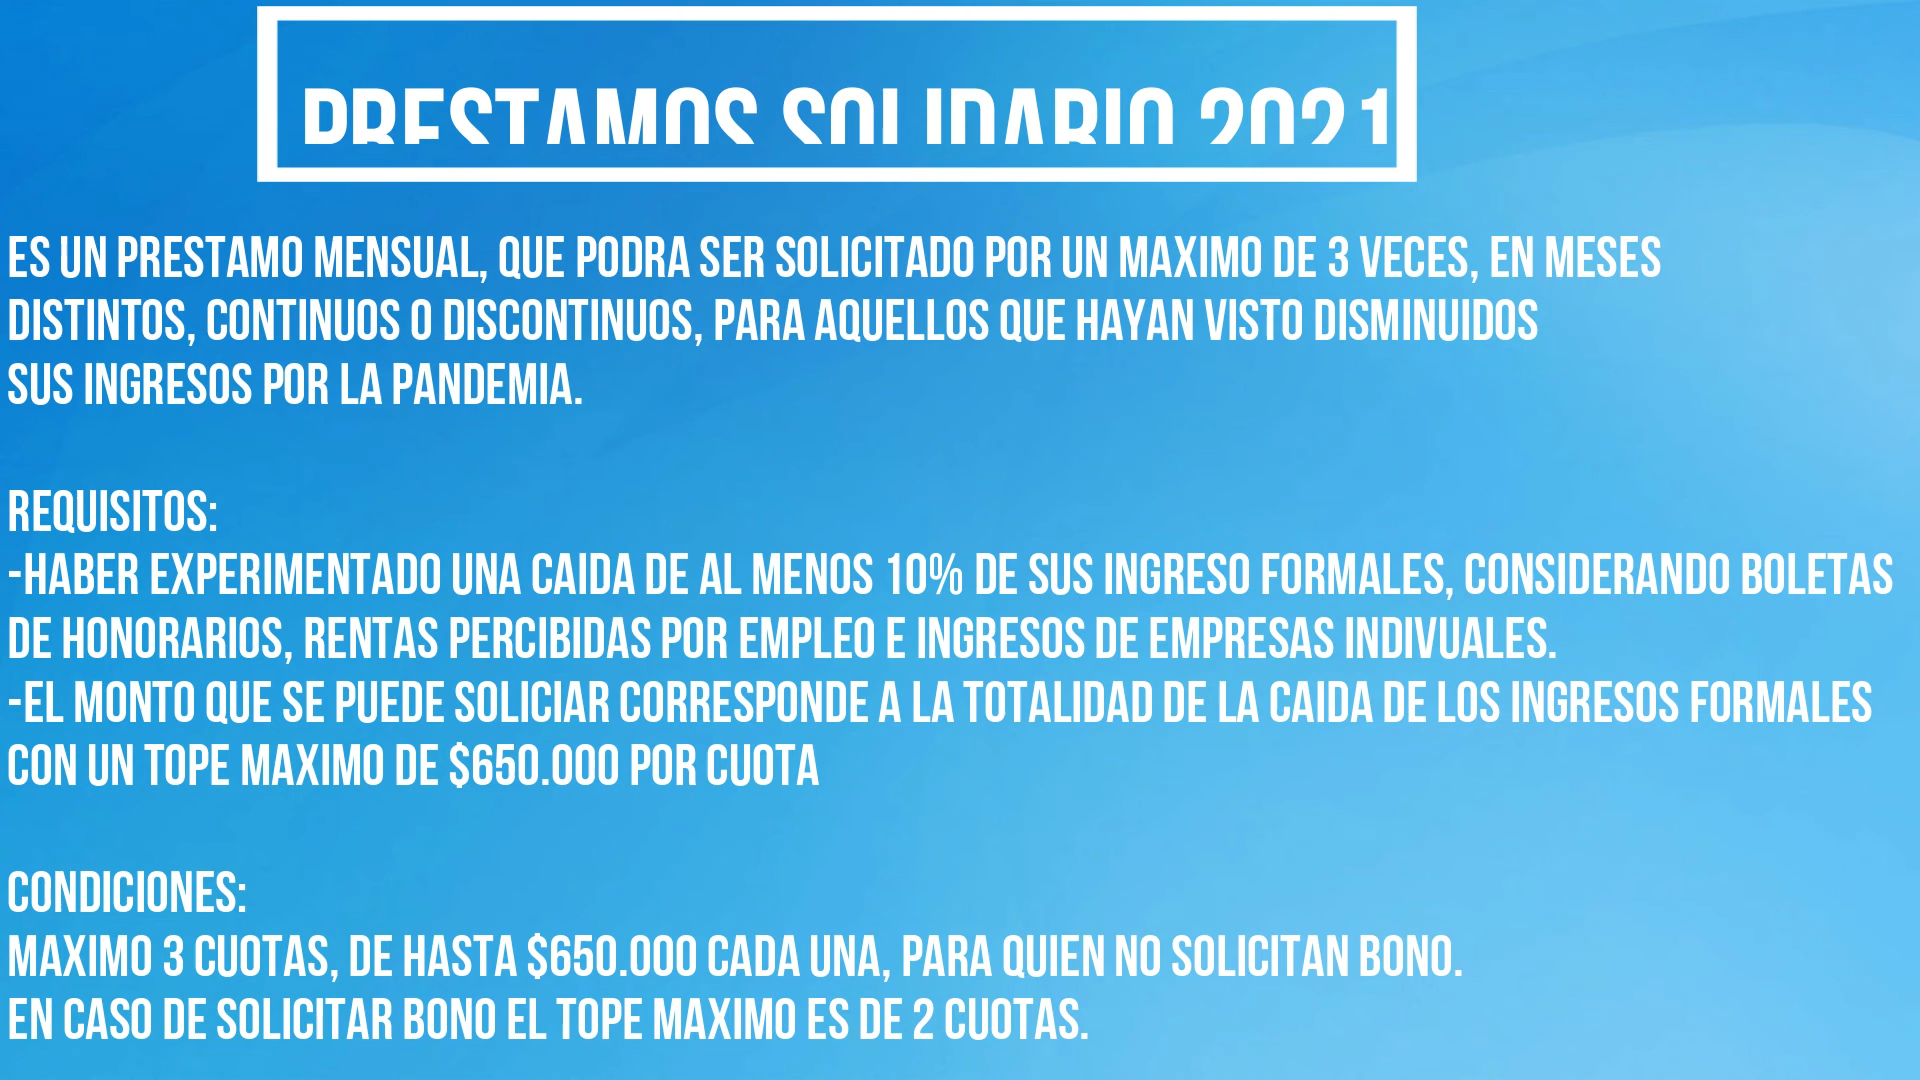 PRESTAMOS SOLIDARIO 2021
ES UN PRESTAMO MENSUAL, QUE PODRA SER SOLICITADO POR UN MAXIMO DE 3 VECES, EN MESES
DISTINTOS, CONTINUOS O DISCONTINUOS, PARA AQUELLOS QUE HAYAN VISTO DISMINUIDOS
SUS INGRESOS POR LA PANDEMIA.
REQUISITOS:
-HABER EXPERIMENTADO UNA CAIDA DE AL MENOS 10% DE SUS INGRESO FORMALES, CONSIDERANDO BOLETAS
DE HONORARIOS, RENTAS PERCIBIDAS POR EMPLEO E INGRESOS DE EMPRESAS INDIVUALES.
-EL MONTO QUE SE PUEDE SOLICIAR CORRESPONDE A LA TOTALIDAD DE LA CAIDA DE LOS INGRESOS FORMALES
CON UN TOPE MAXIMO DE $650.000 POR CUOTA
CONDICIONES:
MAXIMO 3 CUOTAS, DE HASTA $650.000 CADA UNA, PARA QUIEN NO SOLICITAN BONO.
EN CASO DE SOLICITAR BONO EL TOPE MAXIMO ES DE 2 CUOTAS.